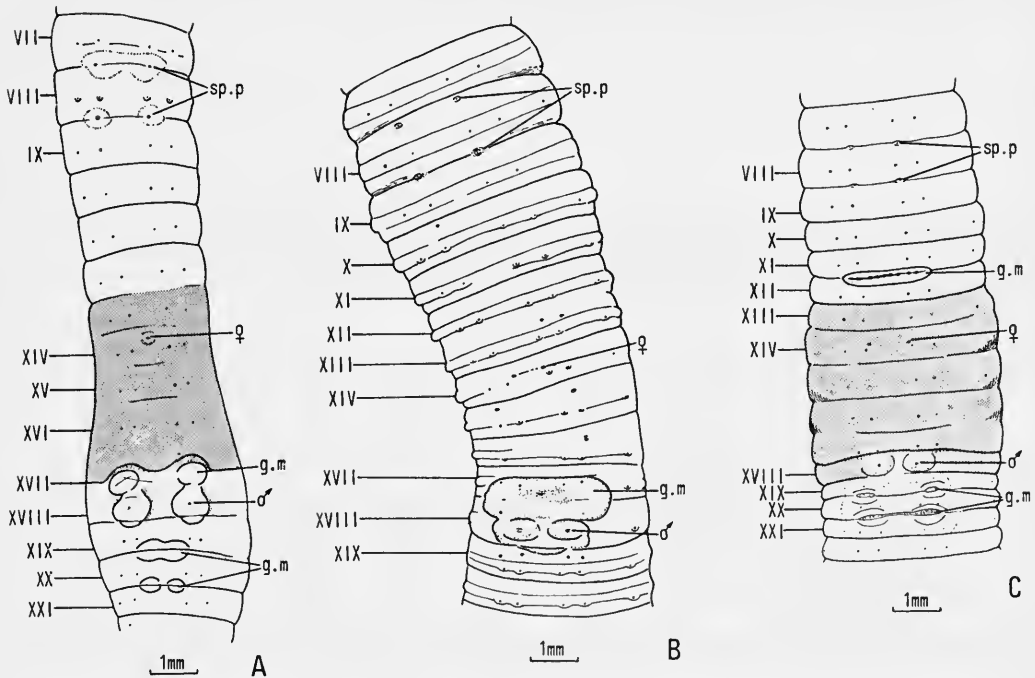 VII
VIII
sp.p
IX
XIV
♀
XV
XVI
g.m
XVII
♂
XVIII
XIX
g.m
XX
XXI
1mm
A
sp.p
VIII
IX
X
XI
XII
XIII
♀
XIV
XVII
g.m
XVIII
♂
XIX
1mm
B
sp.p
VIII
IX
X
XI
g.m
XII
XIII
♀
XIV
♂
XVIII
XIX
g.m
XX
XXI
1mm
C